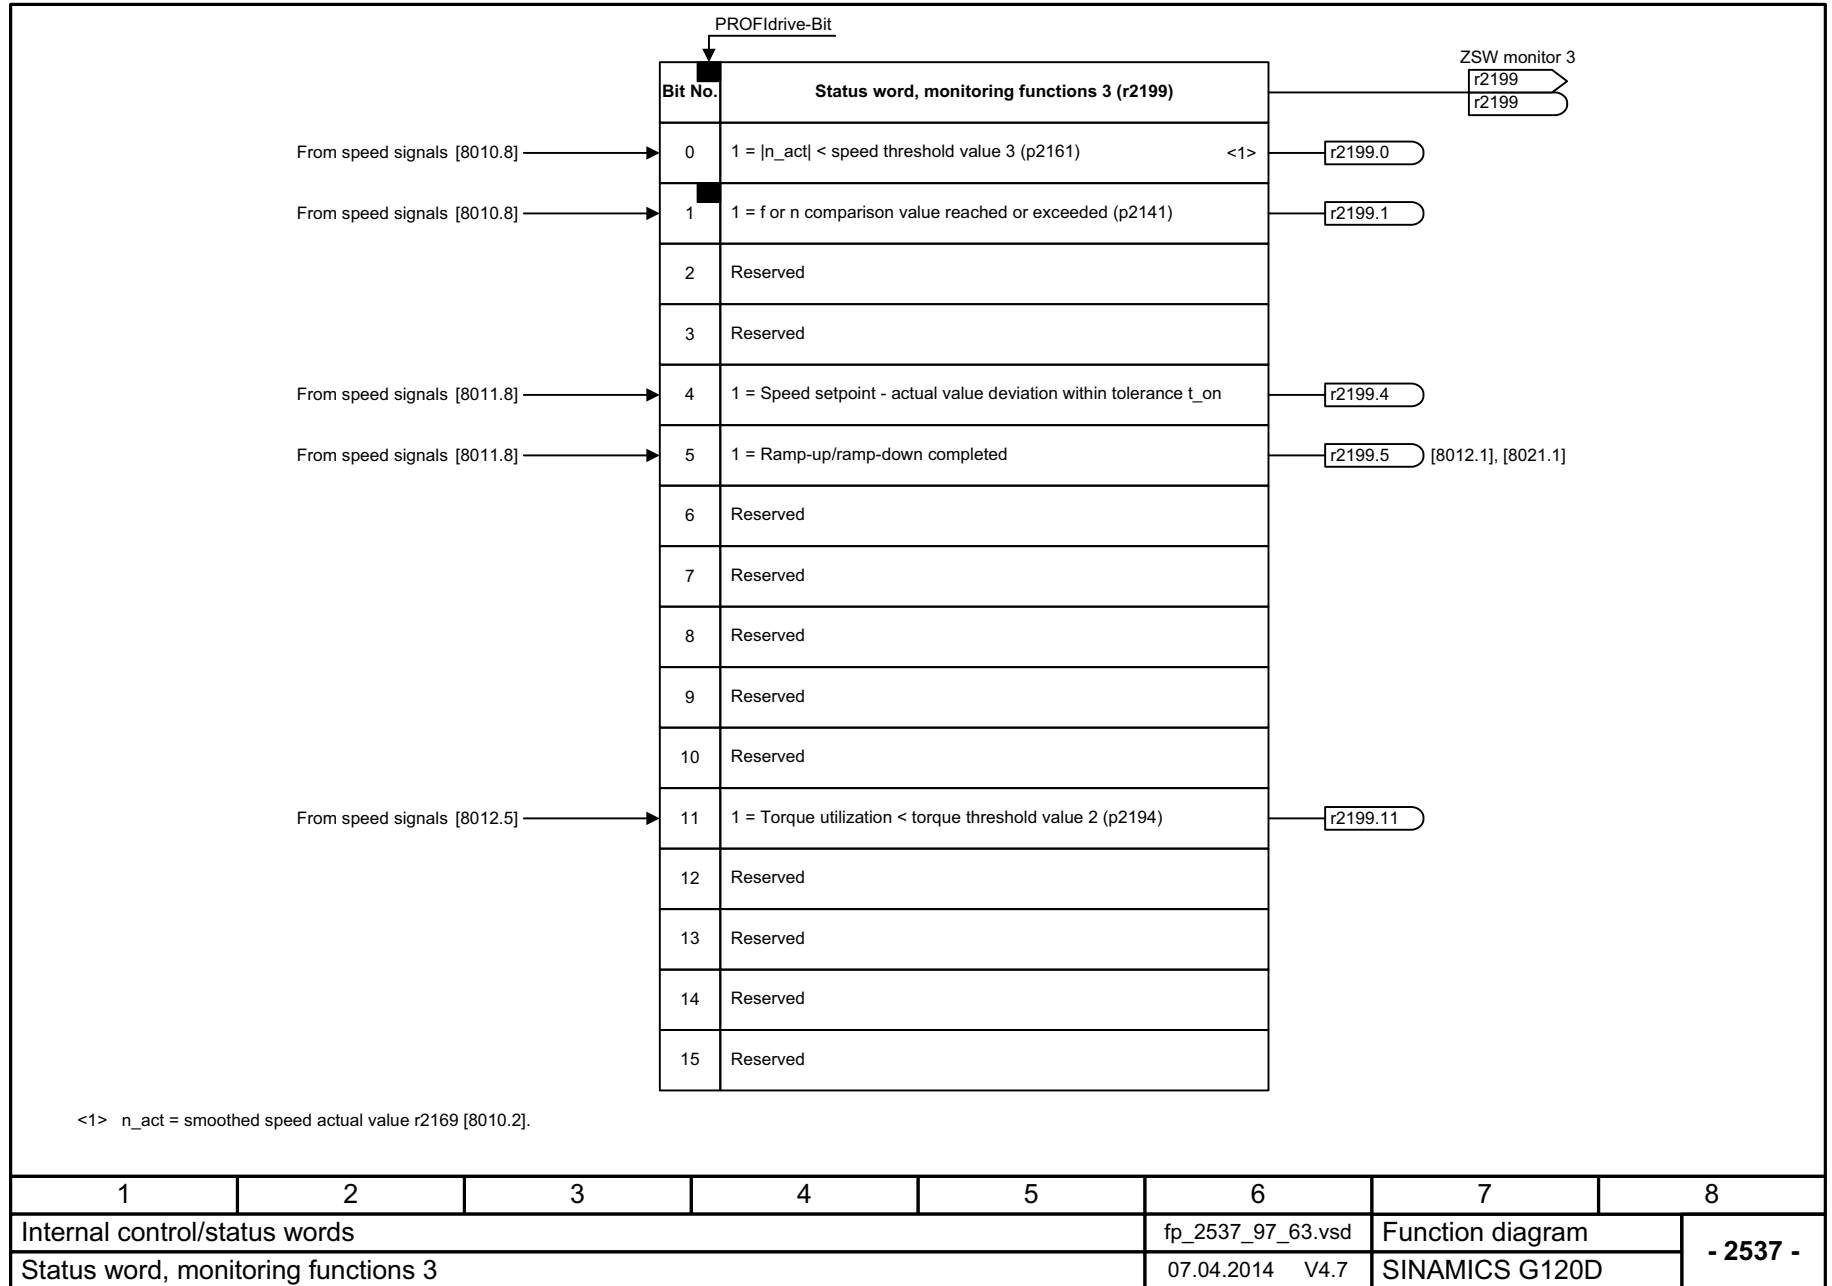 PROFIdrive-Bit
ZSW monitor 3
Bit No. Status word, monitoring functions 3 (r2199) r2199
r2199
From speed signals [8010.8] 0 1 = |n_act| < speed threshold value 3 (p2161) <1> r2199.0
From speed signals [8010.8] 1 1 = f or n comparison value reached or exceeded (p2141) r2199.1
2 Reserved
3 Reserved
From speed signals [8011.8] 4 1 = Speed setpoint - actual value deviation within tolerance t_on r2199.4
From speed signals [8011.8] 5 1 = Ramp-up/ramp-down completed r2199.5 [8012.1], [8021.1]
6 Reserved
7 Reserved
8 Reserved
9 Reserved
10 Reserved
From speed signals [8012.5] 11 1 = Torque utilization < torque threshold value 2 (p2194) r2199.11
12 Reserved
13 Reserved
14 Reserved
15 Reserved
<1> n_act = smoothed speed actual value r2169 [8010.2].
1 2 3 4 5 6 7 8
Internal control/status words fp_2537_97_63.vsd Function diagram - 2537 -
Status word, monitoring functions 3 07.04.2014 V4.7 SINAMICS G120D